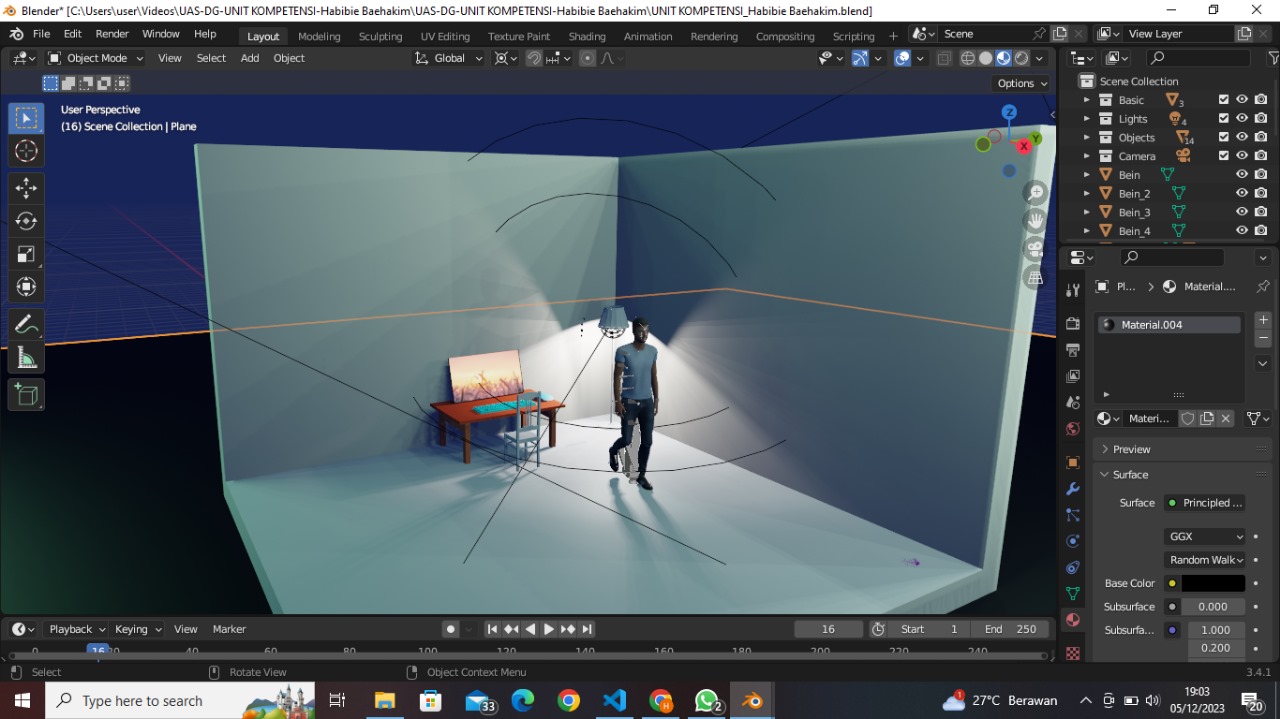 Blender* [C:\Users\user\Videos\UAS-DG-UNIT KOMPETENSI-Habibie Baehakim\UAS-DG-UNIT KOMPETENSI-Habibie Baehakim\UNIT KOMPETENSI_Habibie Baehakim.blend]
File Edit Render Window Help Layout Modeling Sculpting UV Editing Texture Paint Shading Animation Rendering Compositing Scripting + Scene View Layer
Object Mode View Select Add Object Global
Options
User Perspective
(16) Scene Collection | Plane
Z
Y
X
Scene Collection
Basic 3
Lights 4
Objects 14
Camera
Bein
Bein_2
Bein_3
Bein_4
Pl... > Material....
Material.004
Materi...
Preview
Surface
Surface Principled ...
GGX
Random Walk
Base Color
Subsurface 0.000
Subsurfa... 1.000
0.200
Playback Keying View Marker 16 Start 1 End 250
0 16 20 40 60 80 100 120 140 160 180 200 220 240
Select Rotate View Object Context Menu 3.4.1
Type here to search 33 H 2 27°C Berawan 19:03
05/12/2023 20